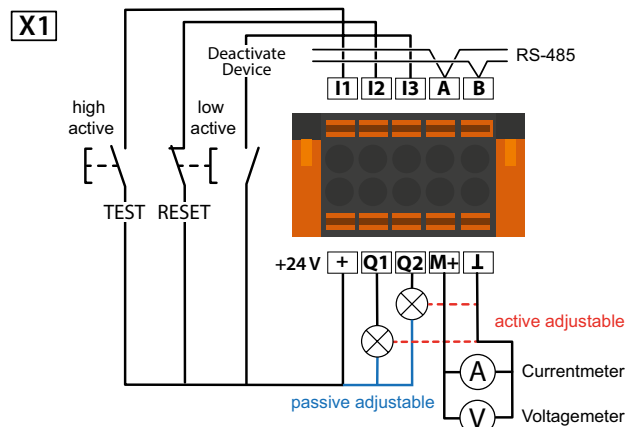 X1
Deactivate
Device
RS-485
I1 I2 I3 A B
high
active
low
active
TEST RESET
+24 V + Q1 Q2 M+ ⊥
active adjustable
A Currentmeter
passive adjustable
V Voltagemeter